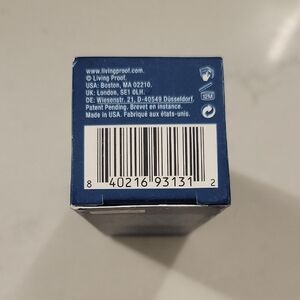 www.livingproof.com.
© Living Proof.
USA: Boston, MA 02210.
UK: London, SE1 0LH.
DE: Wiesenstr. 21, D-40549 Düsseldorf.
Patent Pending. Brevet en instance.
Made in USA. Fabriqué aux états-unis.
12M
8 40216 93131 2